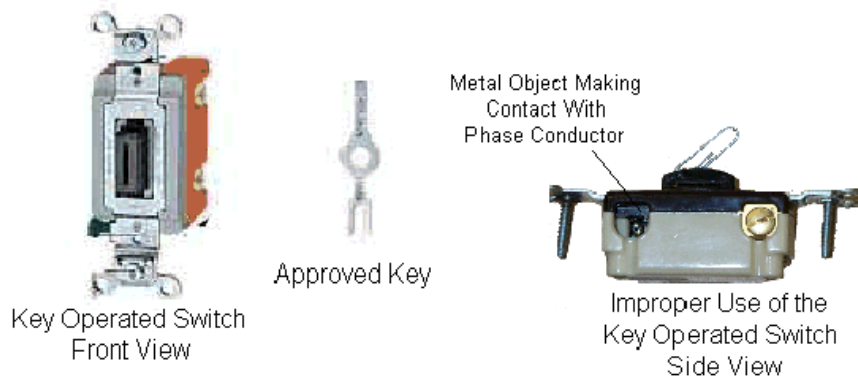 Metal Object Making
Contact With
Phase Conductor
Approved Key
Key Operated Switch
Front View
Improper Use of the
Key Operated Switch
Side View